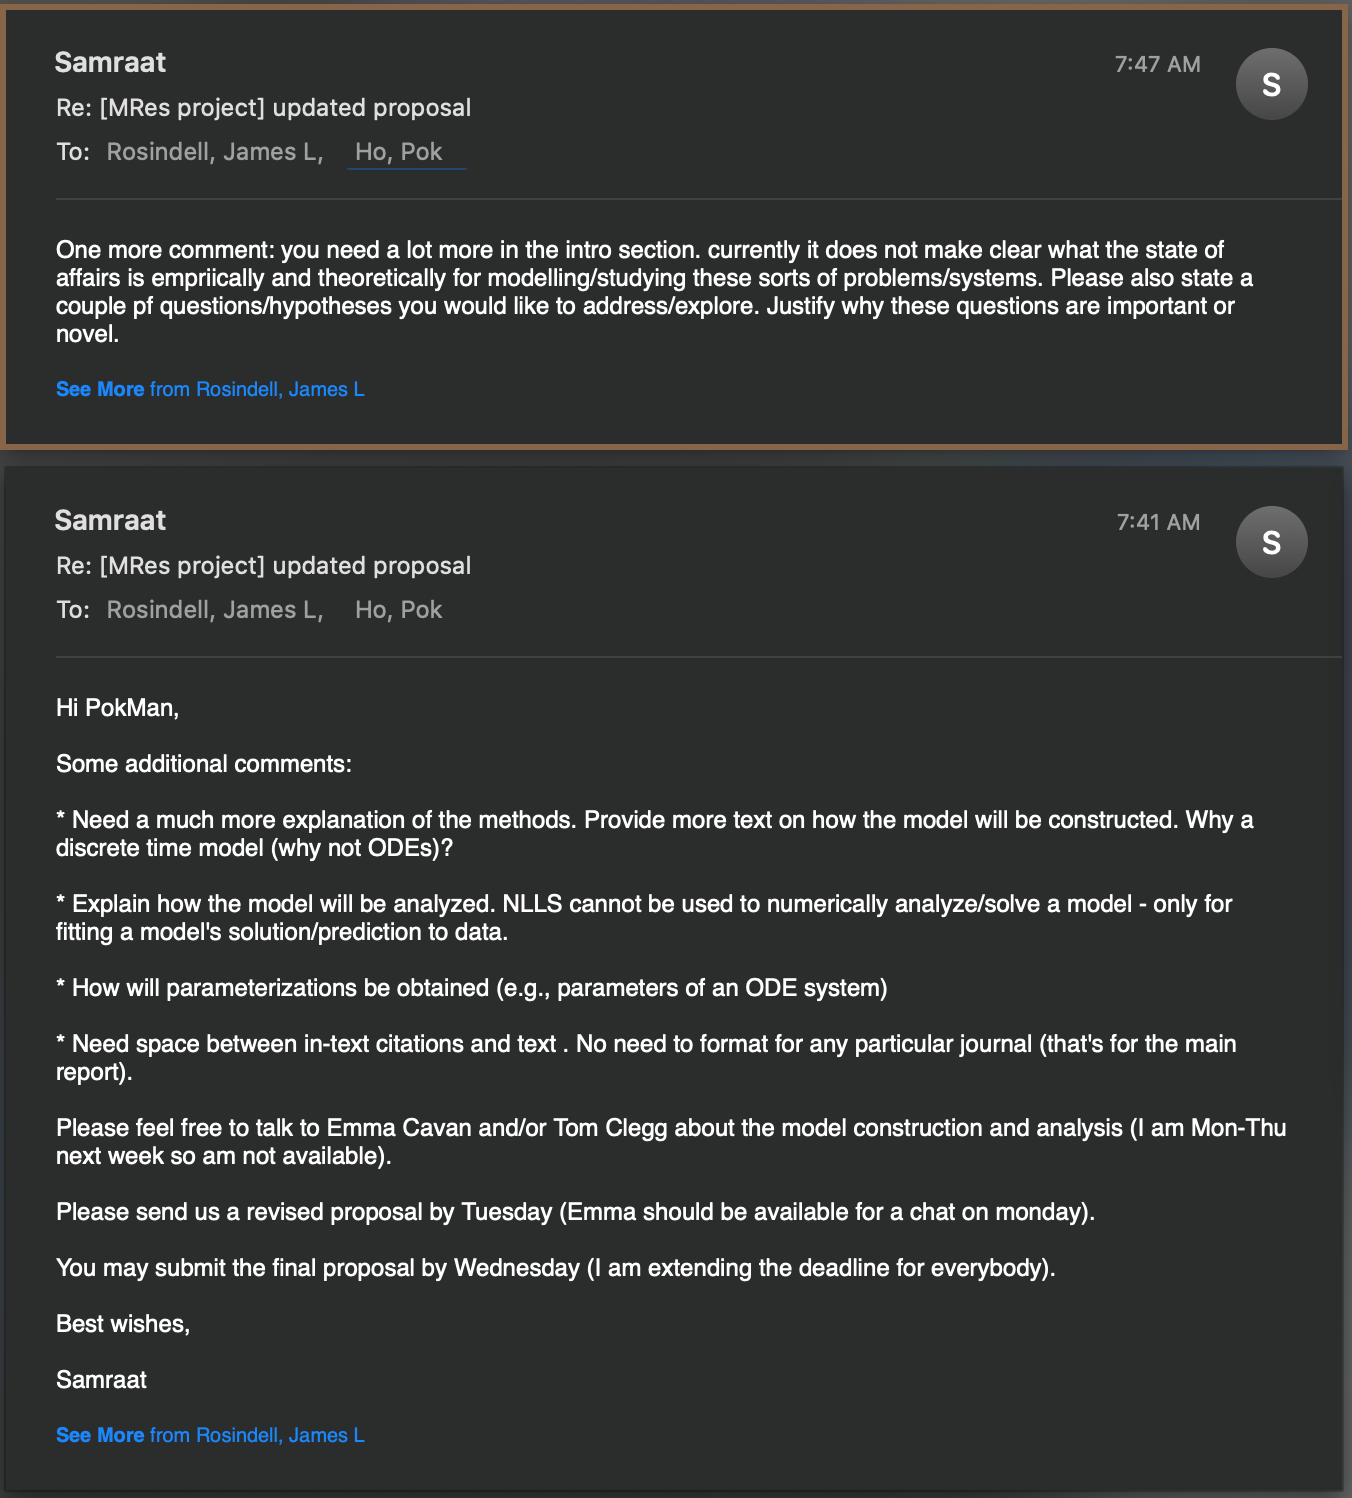 Samraat
7:47 AM
S
Re: [MRes project] updated proposal
To: Rosindell, James L, Ho, Pok
One more comment: you need a lot more in the intro section. currently it does not make clear what the state of
affairs is empriically and theoretically for modelling/studying these sorts of problems/systems. Please also state a
couple pf questions/hypotheses you would like to address/explore. Justify why these questions are important or
novel.
See More from Rosindell, James L
Samraat
7:41 AM
S
Re: [MRes project] updated proposal
To: Rosindell, James L, Ho, Pok
Hi PokMan,
Some additional comments:
* Need a much more explanation of the methods. Provide more text on how the model will be constructed. Why a
discrete time model (why not ODEs)?
* Explain how the model will be analyzed. NLLS cannot be used to numerically analyze/solve a model - only for
fitting a model's solution/prediction to data.
* How will parameterizations be obtained (e.g., parameters of an ODE system)
* Need space between in-text citations and text . No need to format for any particular journal (that's for the main
report).
Please feel free to talk to Emma Cavan and/or Tom Clegg about the model construction and analysis (I am Mon-Thu
next week so am not available).
Please send us a revised proposal by Tuesday (Emma should be available for a chat on monday).
You may submit the final proposal by Wednesday (I am extending the deadline for everybody).
Best wishes,
Samraat
See More from Rosindell, James L